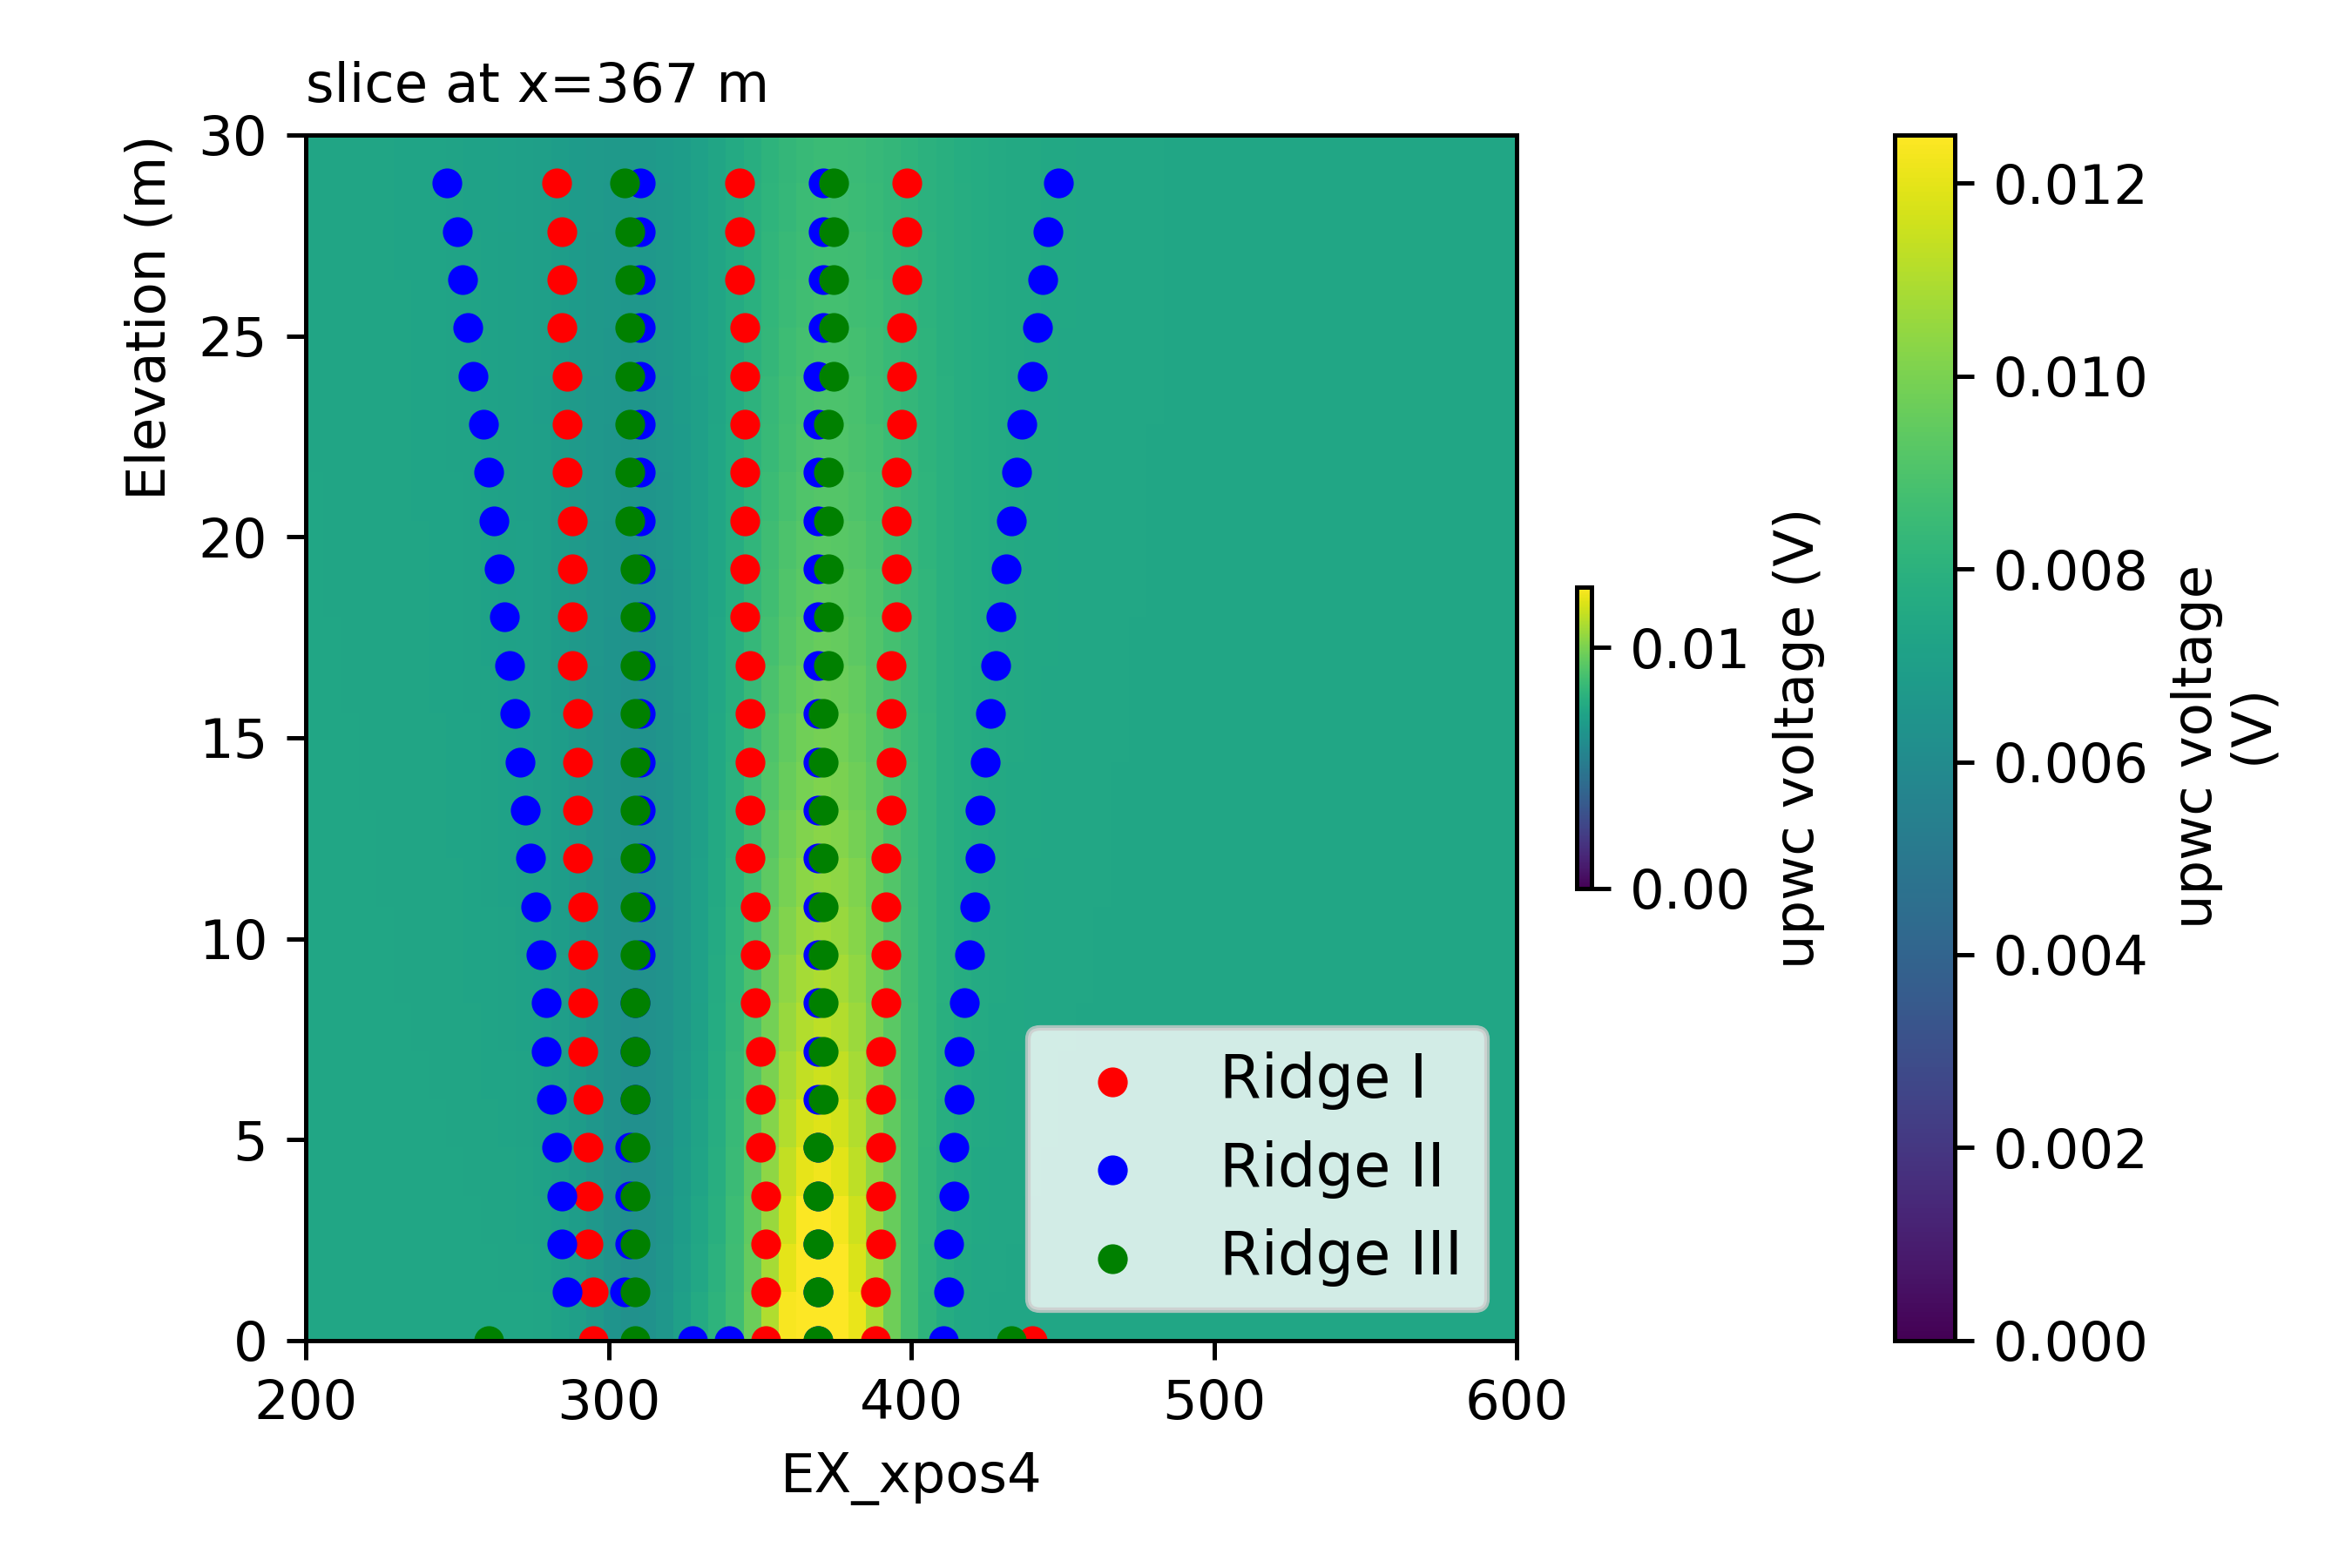 slice at x=367 m
Elevation (m)
30
25
20
15
10
5
0
200
300
400
500
600
EX_xpos4
Ridge I
Ridge II
Ridge III
0.01
0.00
upwc voltage (V)
0.012
0.010
0.008
0.006
0.004
0.002
0.000
upwc voltage
(V)